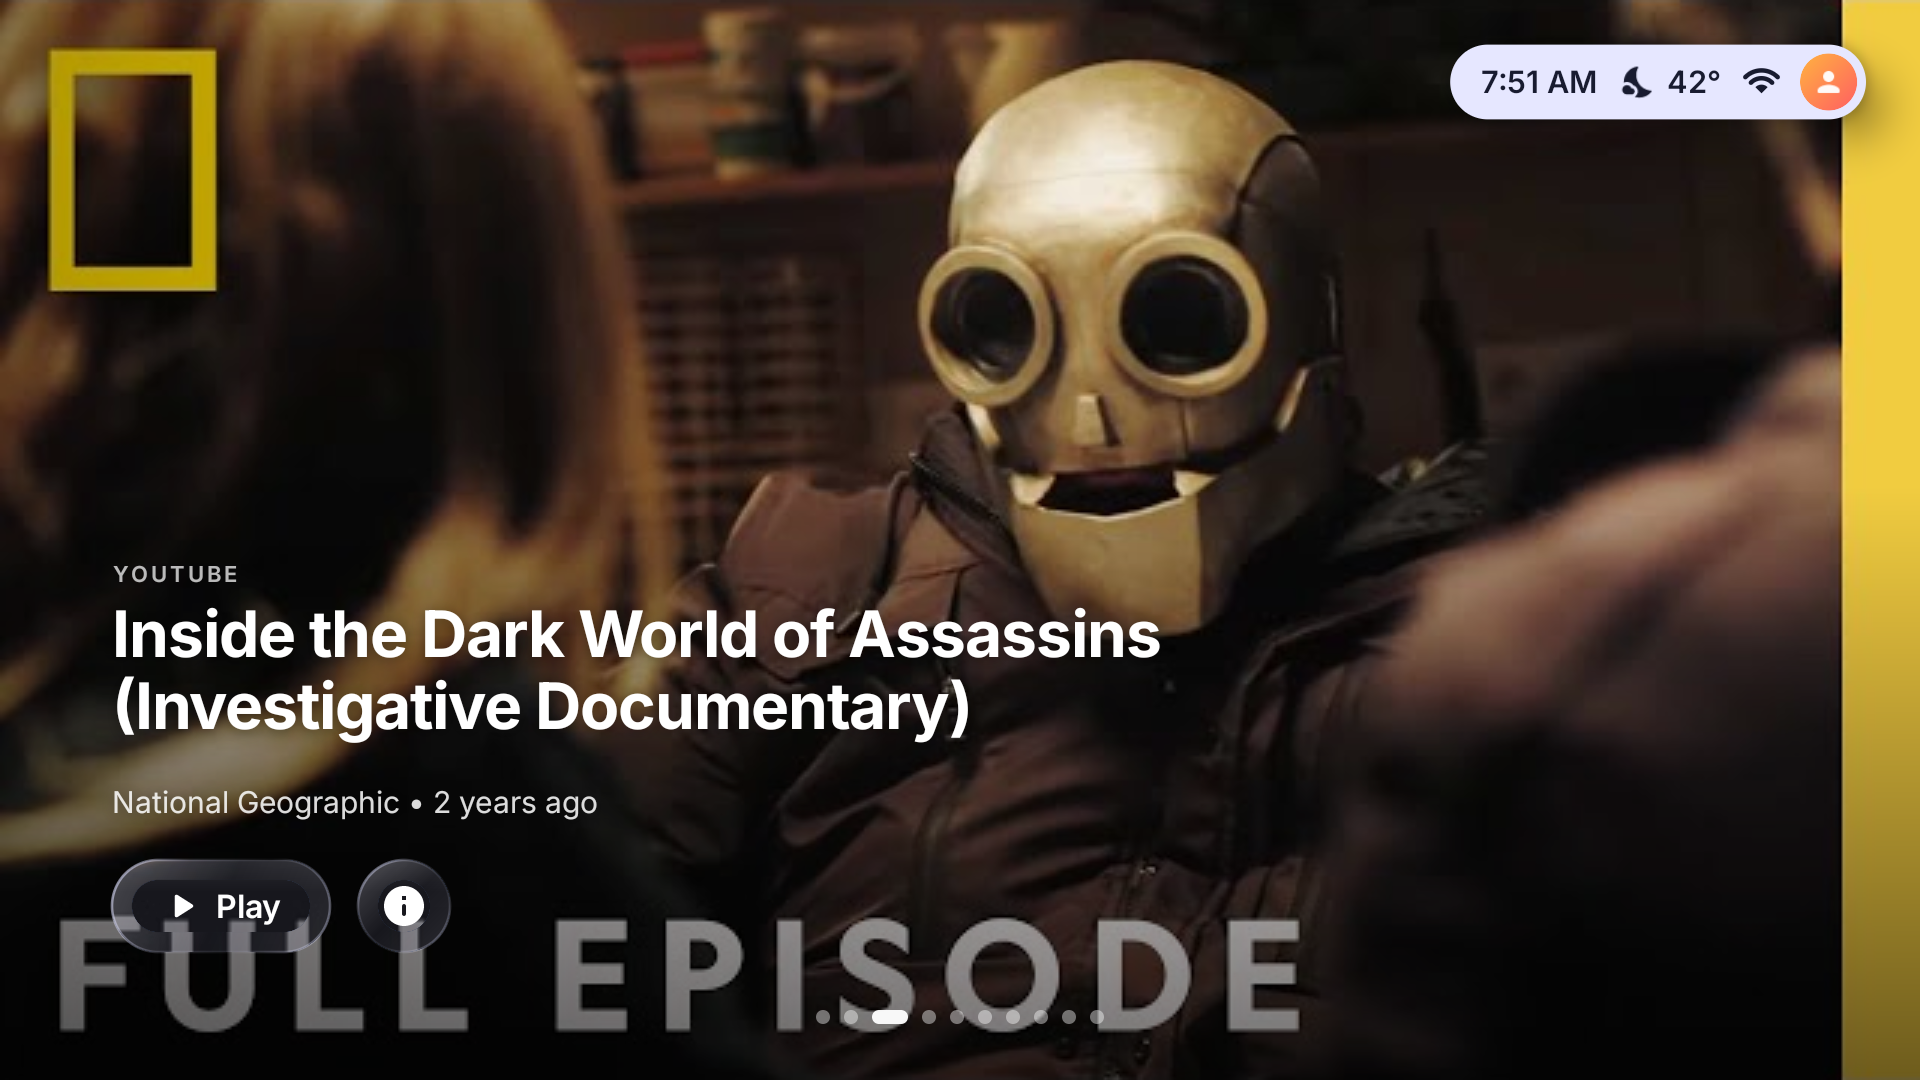 7:51 AM 42°
YOUTUBE
Inside the Dark World of Assassins
(Investigative Documentary)
National Geographic • 2 years ago
Play
FULL EPISODE